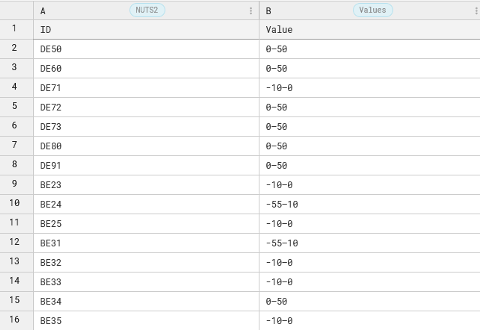 A NUTS2 B Values
1 ID Value
2 DE50 0–50
3 DE60 0–50
4 DE71 -10–0
5 DE72 0–50
6 DE73 0–50
7 DE80 0–50
8 DE91 0–50
9 BE23 -10–0
10 BE24 -55–10
11 BE25 -10–0
12 BE31 -55–10
13 BE32 -10–0
14 BE33 -10–0
15 BE34 0–50
16 BE35 -10–0